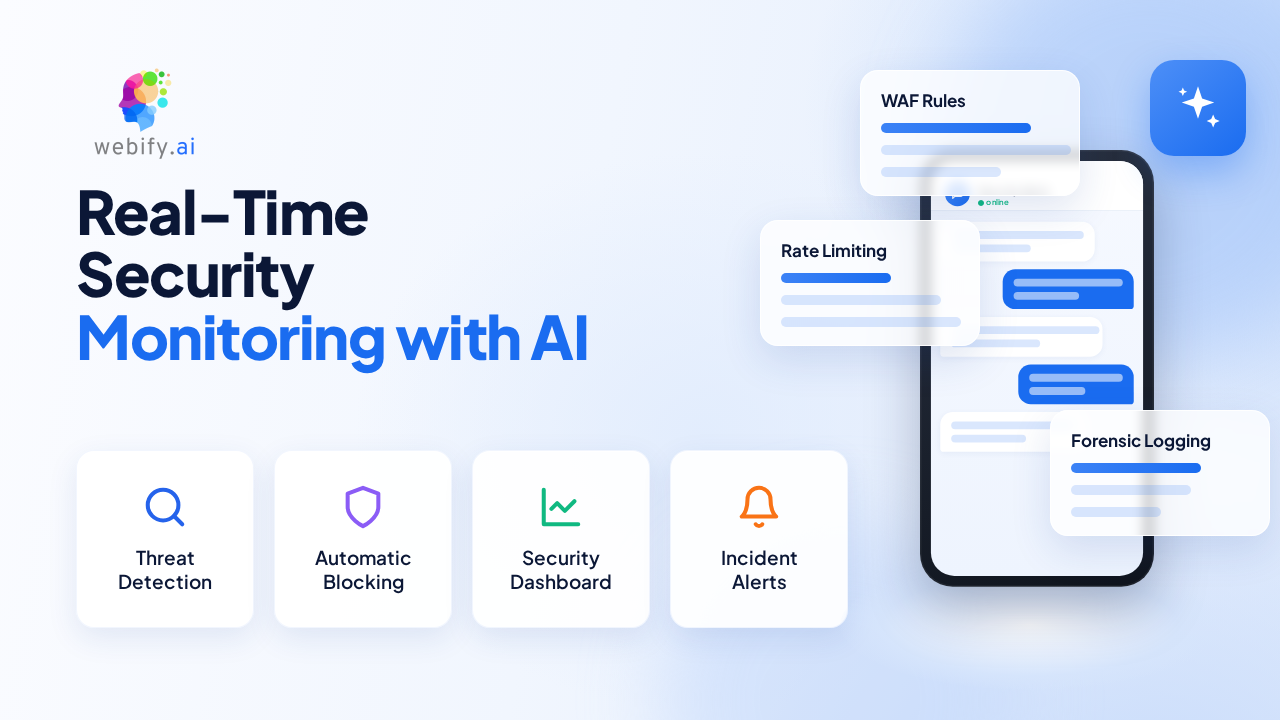 webify.ai
Real-Time
Security
Monitoring with AI
Threat
Detection
Automatic
Blocking
Security
Dashboard
Incident
Alerts
WAF Rules
online
Rate Limiting
Forensic Logging